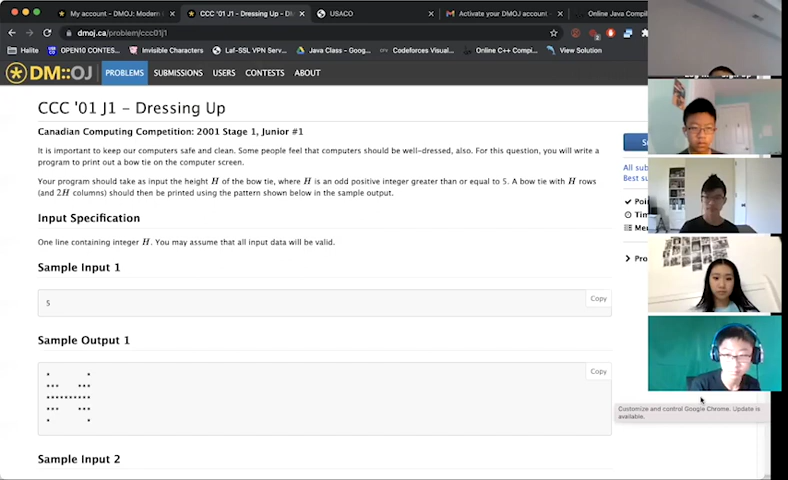 My account - DMOJ: Modern
CCC '01 J1 - Dressing Up - DM
USACO
Activate your DMOJ account -
Online Java Compil
dmoj.ca/problem/ccc01j1
Halite
OPEN10 CONTES...
Invisible Characters
Laf-SSL VPN Serv...
Java Class - Goog...
Codeforces Visual...
Online C++ Compi...
View Solution
DM::OJ
PROBLEMS
SUBMISSIONS
USERS
CONTESTS
ABOUT
CCC '01 J1 - Dressing Up
Canadian Computing Competition: 2001 Stage 1, Junior #1
It is important to keep our computers safe and clean. Some people feel that computers should be well-dressed, also. For this question, you will write a
program to print out a bow tie on the computer screen.
Your program should take as input the height H of the bow tie, where H is an odd positive integer greater than or equal to 5. A bow tie with H rows
(and 2H columns) should then be printed using the pattern shown below in the sample output.
Input Specification
One line containing integer H. You may assume that all input data will be valid.
Sample Input 1
Copy
5
Sample Output 1
Copy
*        *
***    ***
**********
***    ***
*        *
Sample Input 2
All sub
Best su
Poi
Tim
Me
Pro
Customize and control Google Chrome. Update is
available.